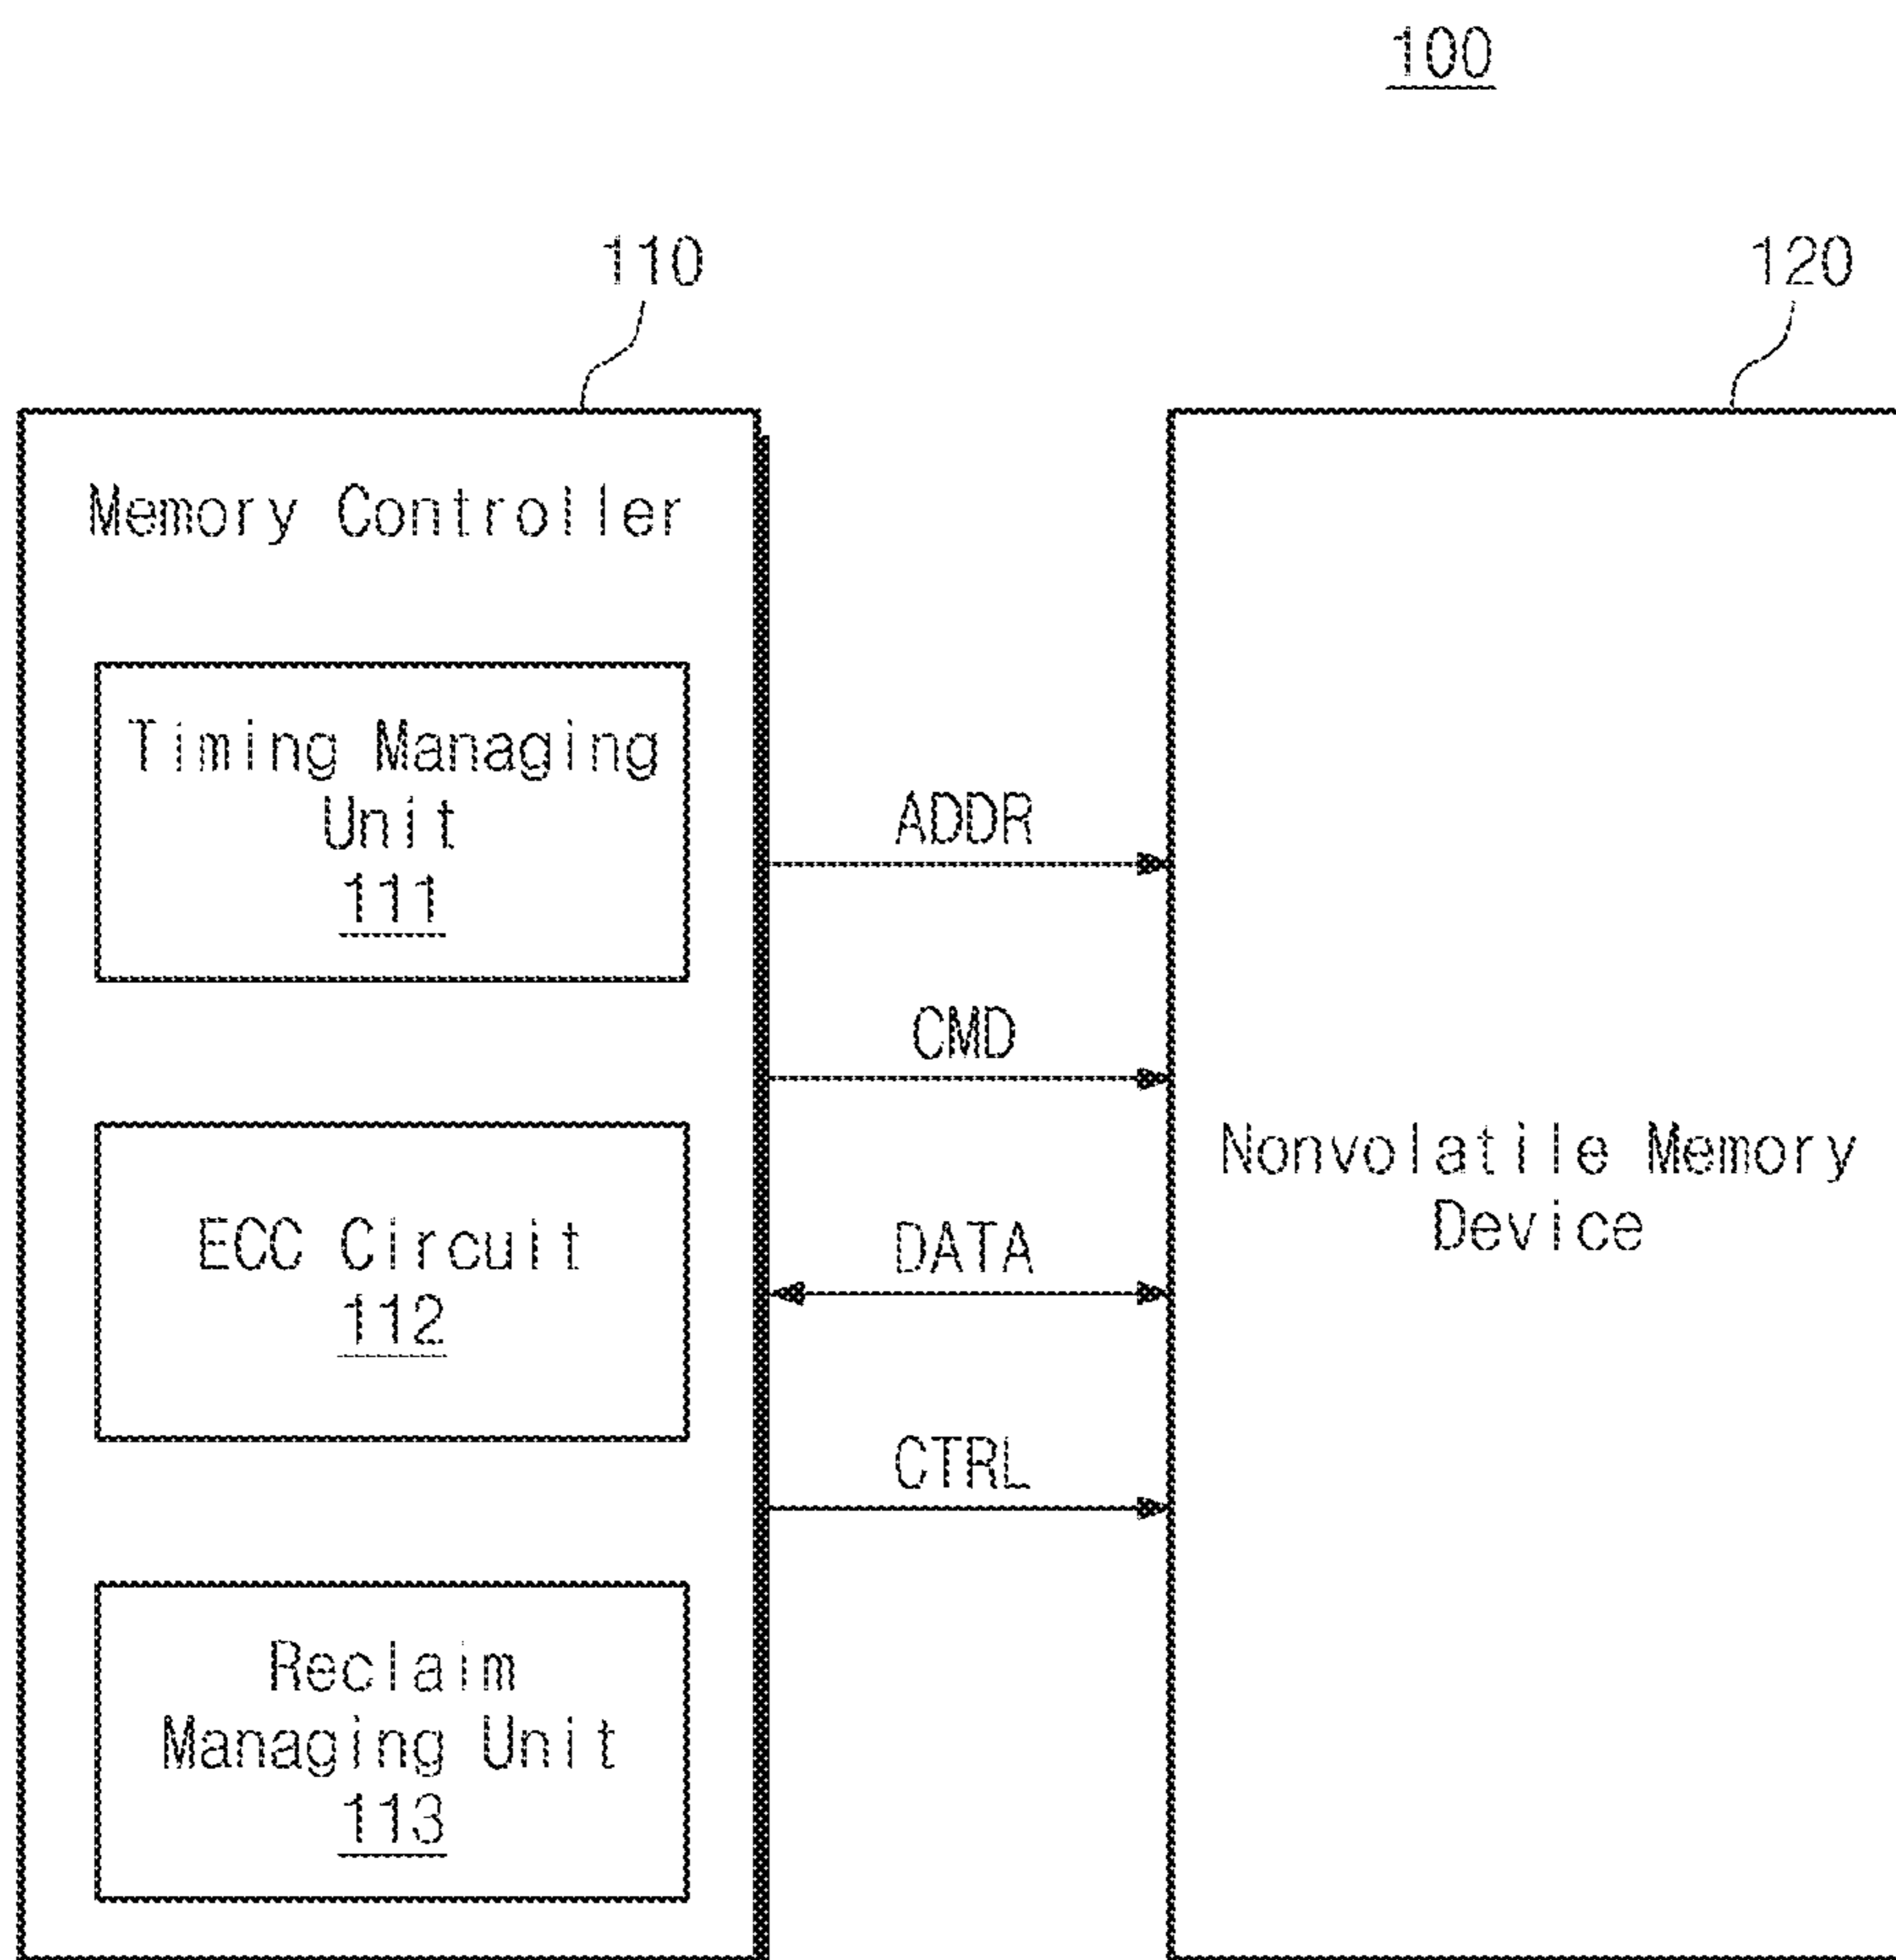 100
110
120
Memory Controller
Timing Managing
Unit
111
ECC Circuit
112
Reclaim
Managing Unit
113
ADDR
CMD
DATA
CTRL
Nonvolatile Memory
Device